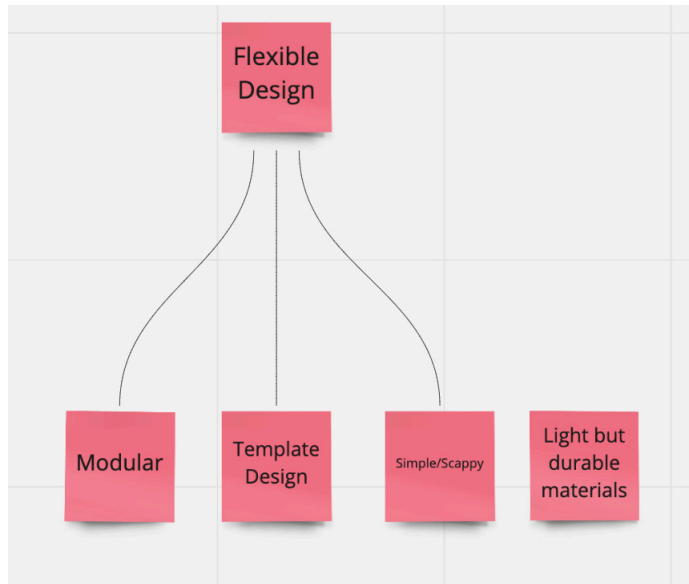 Flexible
Design
Modular
Template
Design
Simple/Scappy
Light but
durable
materials